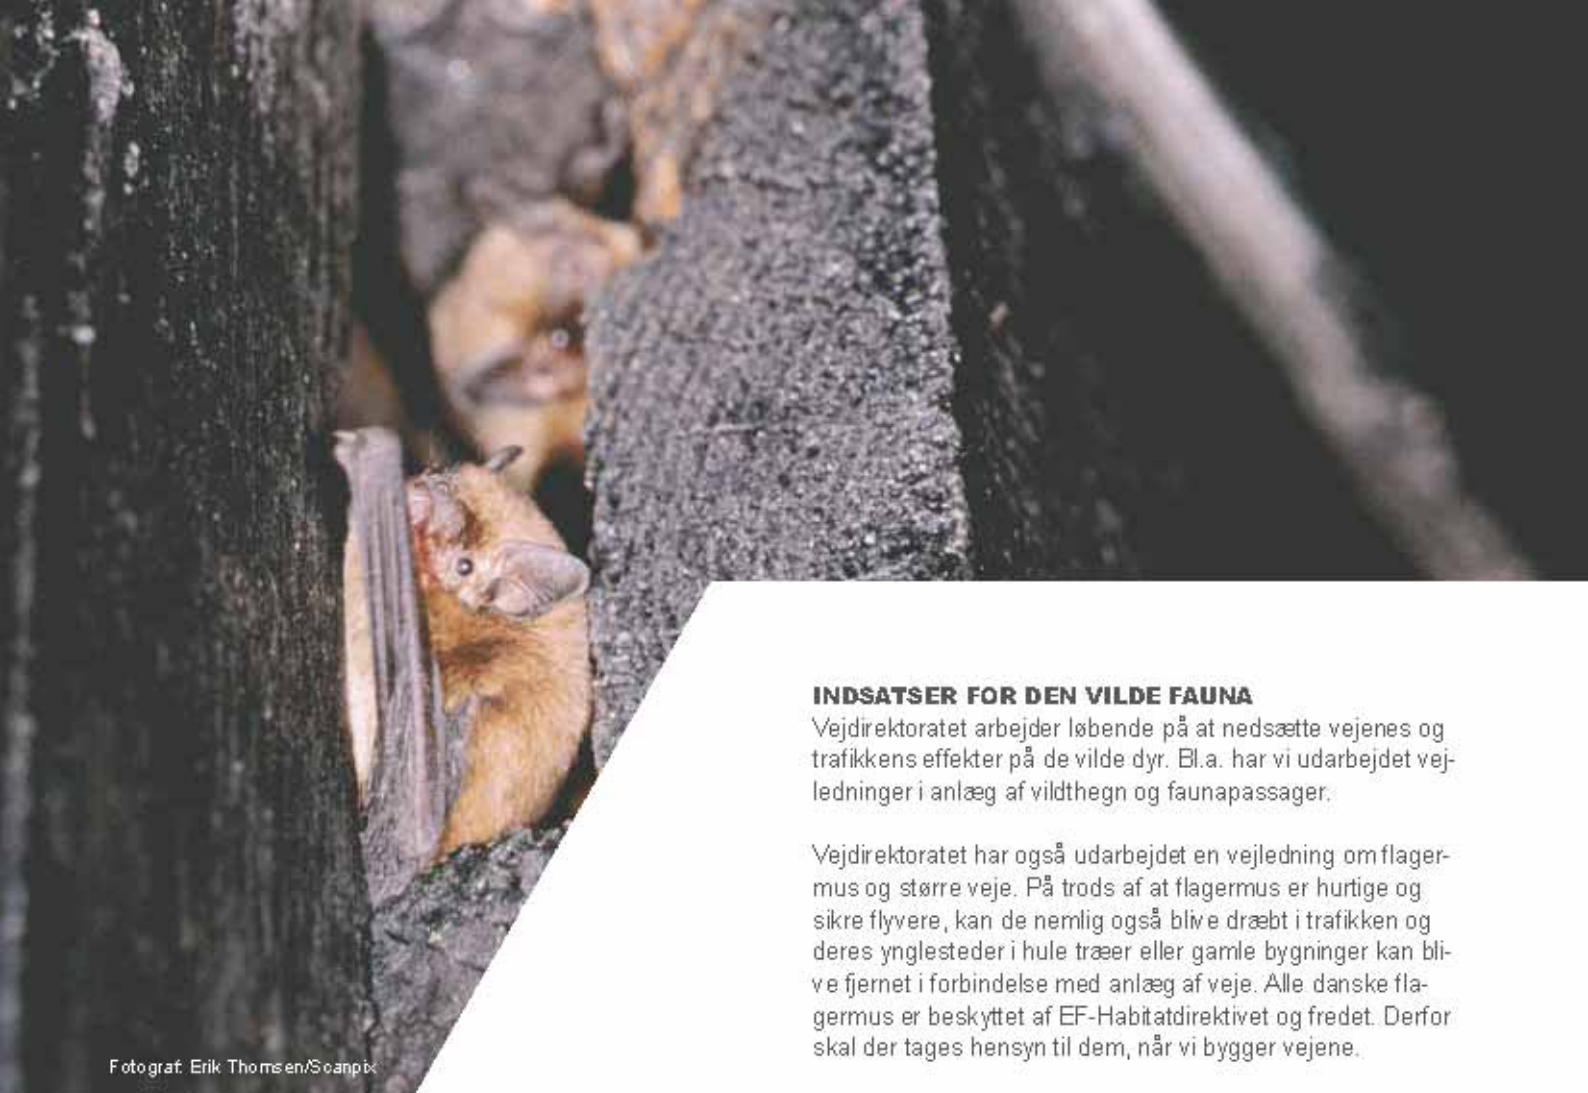 INDSATSER FOR DEN VILDE FAUNA
Vejdirektoratet arbejder løbende på at nedsætte vejenes og
trafikkens effekter på de vilde dyr. Bl.a. har vi udarbejdet vej-
ledninger i anlæg af vildthegn og faunapassager.
Vejdirektoratet har også udarbejdet en vejledning om flager-
mus og større veje. På trods af at flagermus er hurtige og
sikre flyvere, kan de nemlig også blive dræbt i trafikken og
deres ynglesteder i hule træer eller gamle bygninger kan bli-
ve fjernet i forbindelse med anlæg af veje. Alle danske fla-
germus er beskyttet af EF-Habitatdirektivet og fredet. Derfor
skal der tages hensyn til dem, når vi bygger vejene.
Fotograf: Erik Thomsen/Scanpix